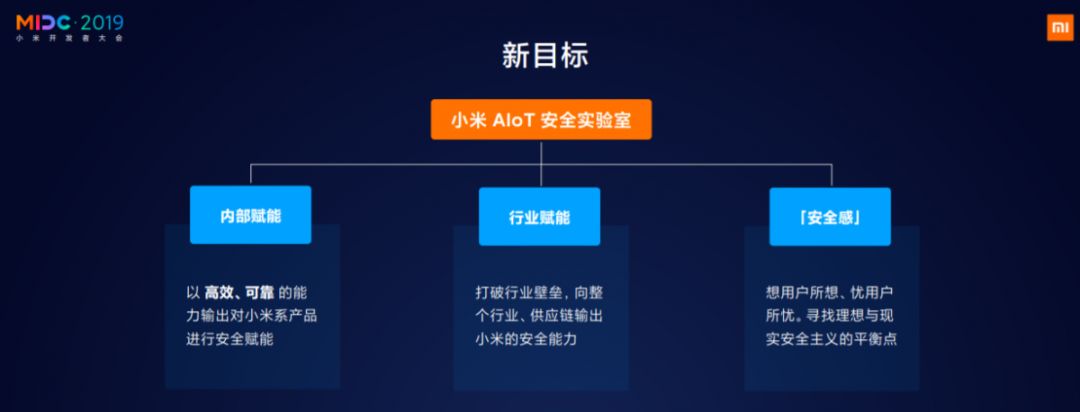 MIDC·2019
小米开发者大会
mi
新目标
小米 AIoT 安全实验室
内部赋能
以 高效、可靠 的能
力输出对小米系产品
进行安全赋能
行业赋能
打破行业壁垒，向整
个行业、供应链输出
小米的安全能力
「安全感」
想用户所想、忧用户
所忧。寻找理想与现
实安全主义的平衡点